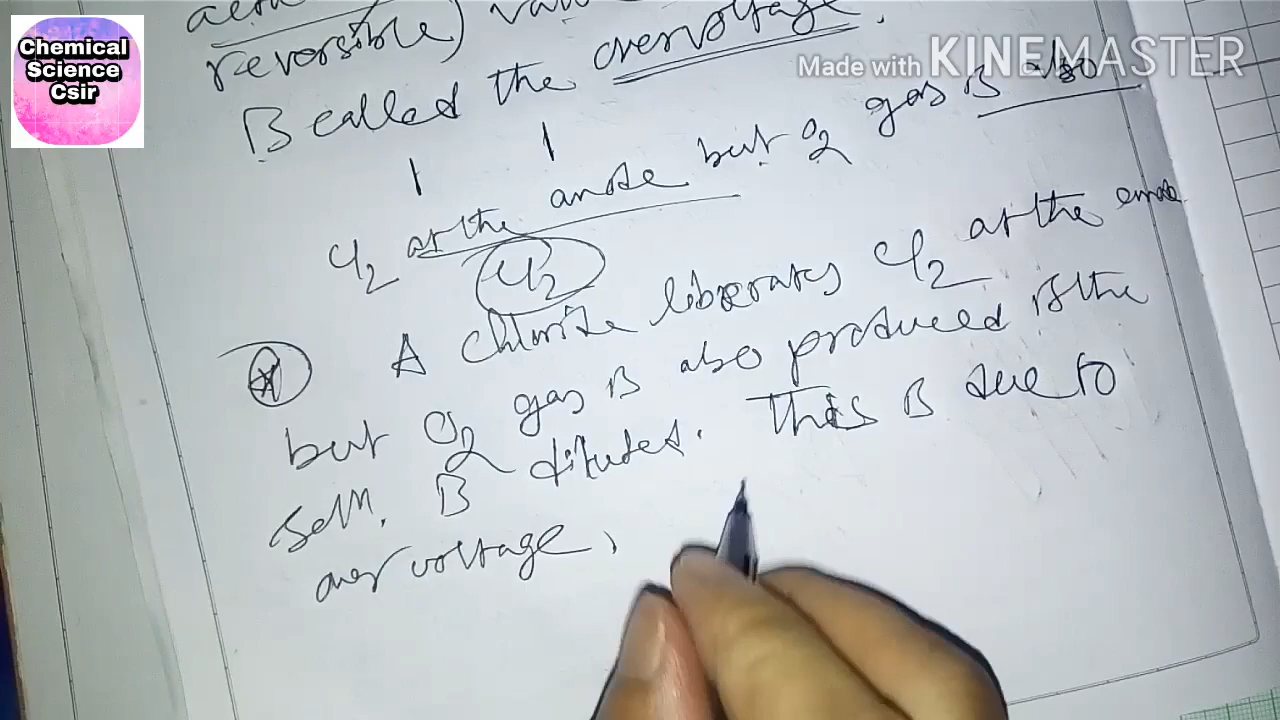 Chemical
Science
Csir
Made with KINEMASTER
reversible)
overvoltage.
is called the
Cl2 at the anode but O2 gas is also
Cl2
A chloride liberates Cl2 at the anode
but O2 gas is also produced if the
soln. is diluted. This is due to
over voltage,